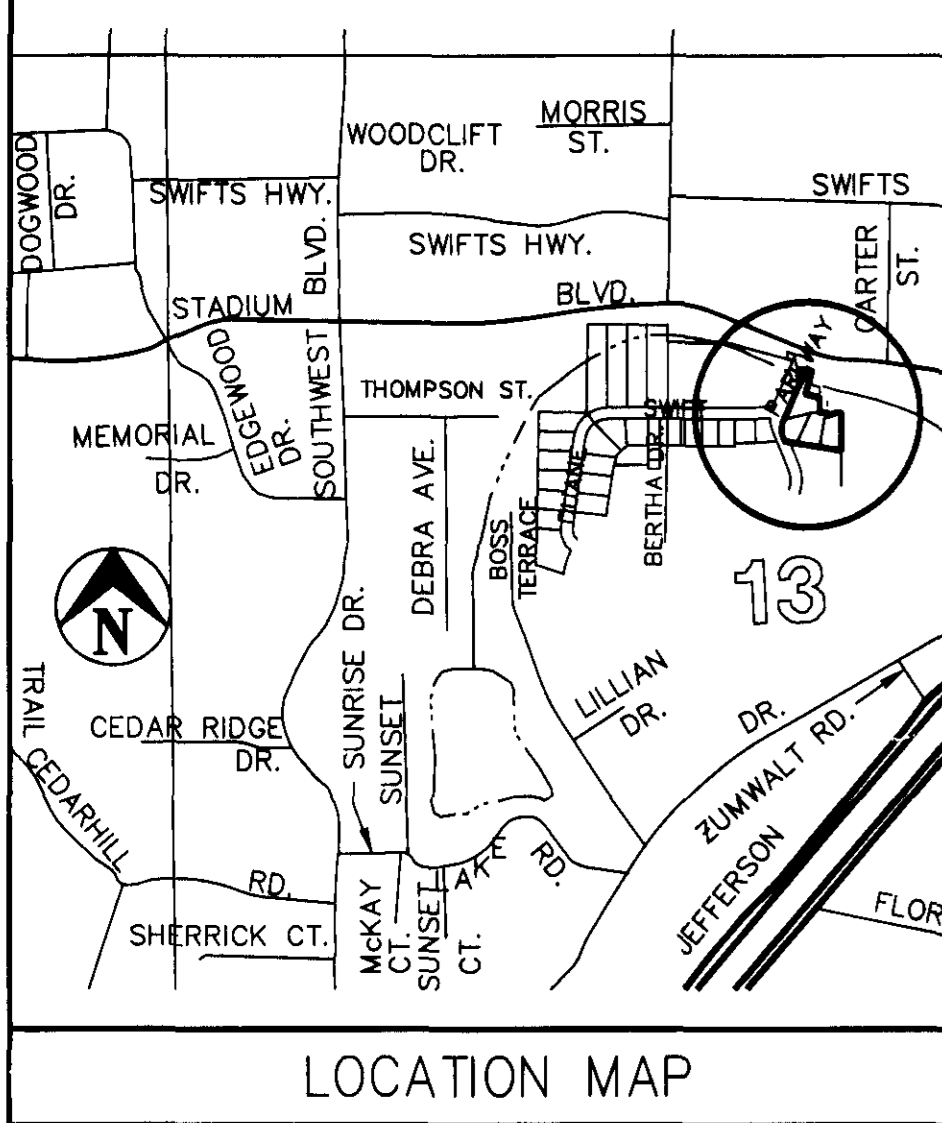 MORRIS
ST.
WOODCLIFT
DR.
DOGWOOD
DR.
SWIFTS HWY.
SWIFTS
BLVD.
SWIFTS HWY.
CARTER
ST.
STADIUM
BLVD.
PARKWAY
EDGEWOOD
DR.
SOUTHWEST
THOMPSON ST.
SWIFT
MEMORIAL
DR.
DEBRA AVE.
DUANE
BERTHA DR.
BOSS
TERRACE
13
N
SUNRISE DR.
SUNSET
LILLIAN
DR.
DR.
ZUMWALT RD.
TRAIL
CEDAR RIDGE
DR.
CEDARHILL
RD.
LAKE RD.
JEFFERSON
SHERRICK CT.
McKAY
CT.
SUNSET
CT.
FLOR
LOCATION MAP